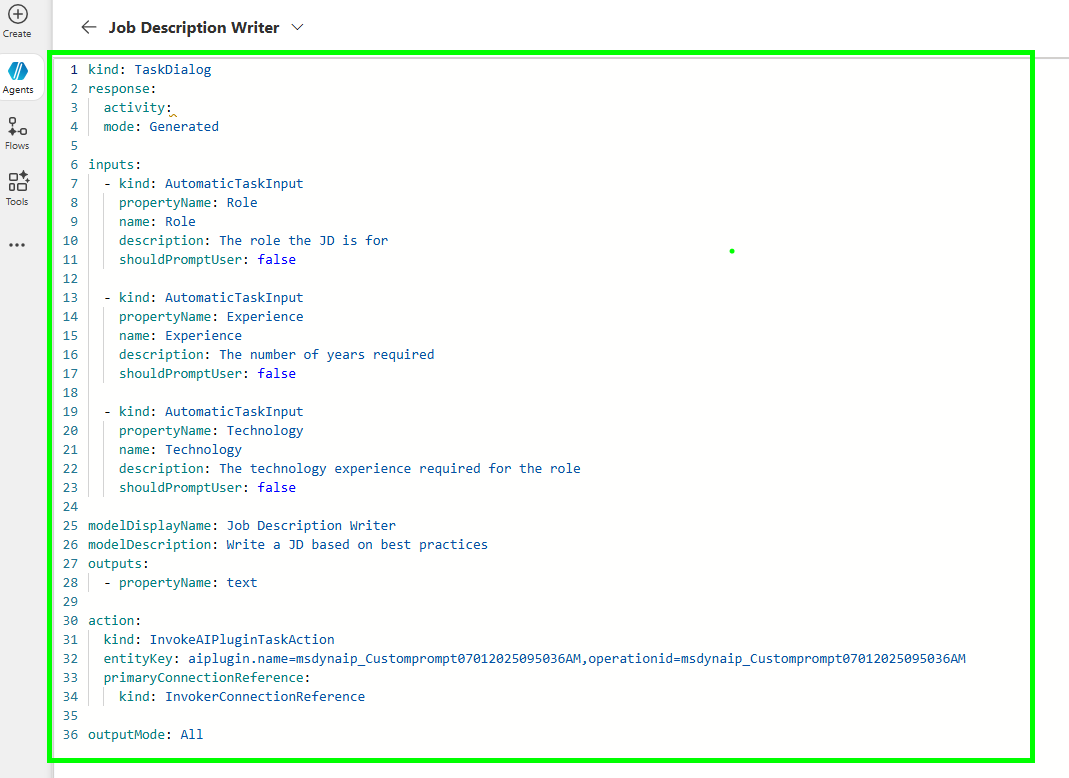 Create
Agents
Flows
Tools
Job Description Writer
1 kind: TaskDialog
2 response:
3 activity:
4 mode: Generated
5
6 inputs:
7 - kind: AutomaticTaskInput
8 propertyName: Role
9 name: Role
10 description: The role the JD is for
11 shouldPromptUser: false
12
13 - kind: AutomaticTaskInput
14 propertyName: Experience
15 name: Experience
16 description: The number of years required
17 shouldPromptUser: false
18
19 - kind: AutomaticTaskInput
20 propertyName: Technology
21 name: Technology
22 description: The technology experience required for the role
23 shouldPromptUser: false
24
25 modelDisplayName: Job Description Writer
26 modelDescription: Write a JD based on best practices
27 outputs:
28 - propertyName: text
29
30 action:
31 kind: InvokeAIPluginTaskAction
32 entityKey: aiplugin.name=msdynaip_Customprompt07012025095036AM,operationid=msdynaip_Customprompt07012025095036AM
33 primaryConnectionReference:
34 kind: InvokerConnectionReference
35
36 outputMode: All